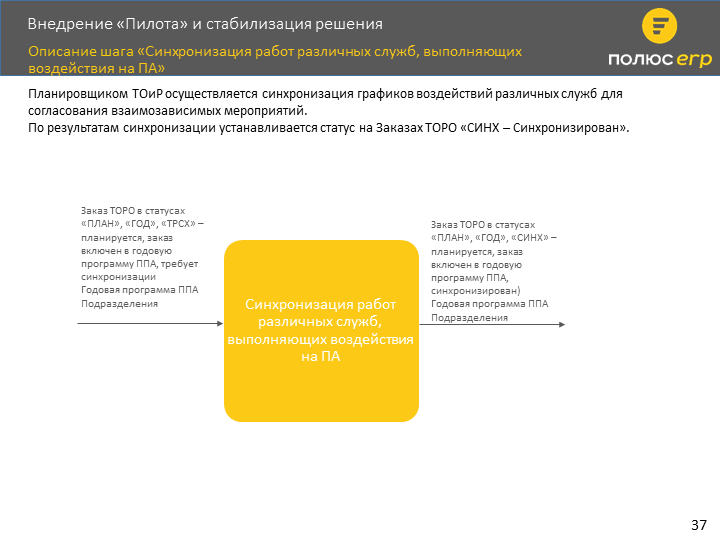 Внедрение «Пилота» и стабилизация решения
Описание шага «Синхронизация работ различных служб, выполняющих
воздействия на ПА»
ПОЛЮС erp
Планировщиком ТОиР осуществляется синхронизация графиков воздействий различных служб для
согласования взаимозависимых мероприятий.
По результатам синхронизации устанавливается статус на Заказах ТОРО «СИНХ – Синхронизирован».
Заказ ТОРО в статусах
«ПЛАН», «ГОД», «ТРСХ» –
планируется, заказ
включен в годовую
программу ППА, требует
синхронизации
Годовая программа ППА
Подразделения
Синхронизация работ
различных служб,
выполняющих воздействия
на ПА
Заказ ТОРО в статусах
«ПЛАН», «ГОД», «СИНХ» –
планируется, заказ
включен в годовую
программу ППА,
синхронизирован)
Годовая программа ППА
Подразделения
37